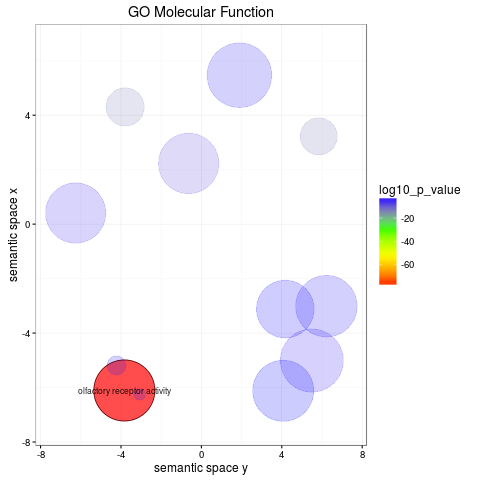 GO Molecular Function
semantic space x
4
0
-4
-8
olfactory receptor activity
-8
-4
0
4
8
semantic space y
log10_p_value
-20
-40
-60